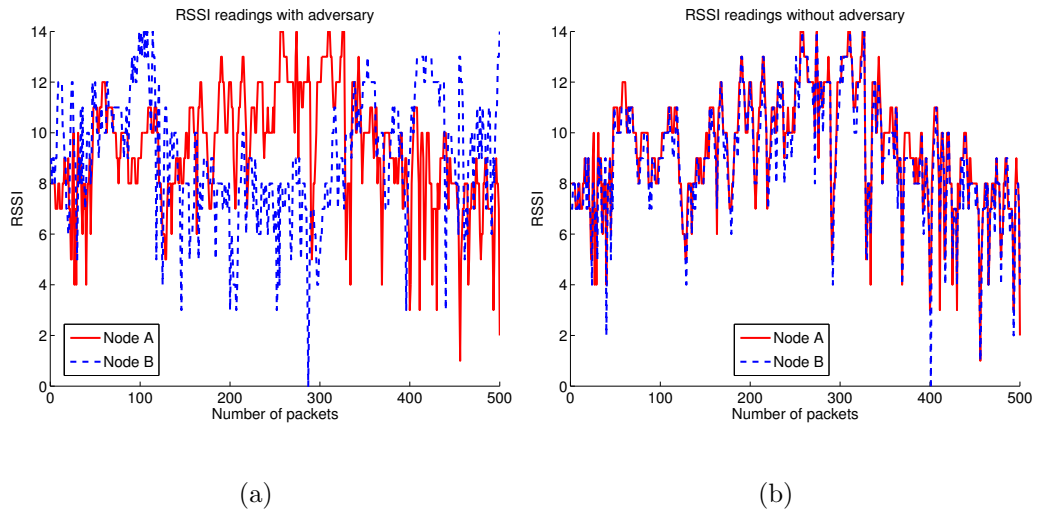 RSSI readings with adversary
14
12
10
8
6
4
2
0
RSSI
Node A
Node B
0 100 200 300 400 500
Number of packets
(a)
RSSI readings without adversary
14
12
10
8
6
4
2
0
RSSI
Node A
Node B
0 100 200 300 400 500
Number of packets
(b)